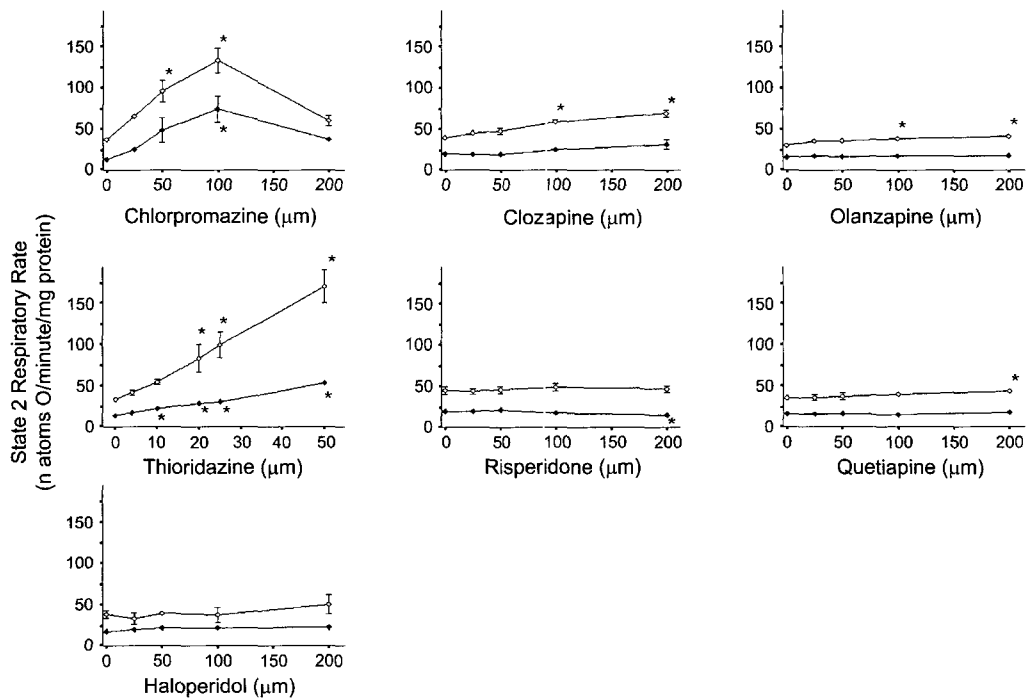 150 150 150
100 100 100
50 50 50
0 0 0
0 50 100 150 200 0 50 100 150 200 0 50 100 150 200
Chlorpromazine (μm) Clozapine (μm) Olanzapine (μm)
State 2 Respiratory Rate
(n atoms O/minute/mg protein)
150 150 150
100 100 100
50 50 50
0 0 0
0 10 20 30 40 50 0 50 100 150 200 0 50 100 150 200
Thioridazine (μm) Risperidone (μm) Quetiapine (μm)
150
100
50
0
0 50 100 150 200
Haloperidol (μm)